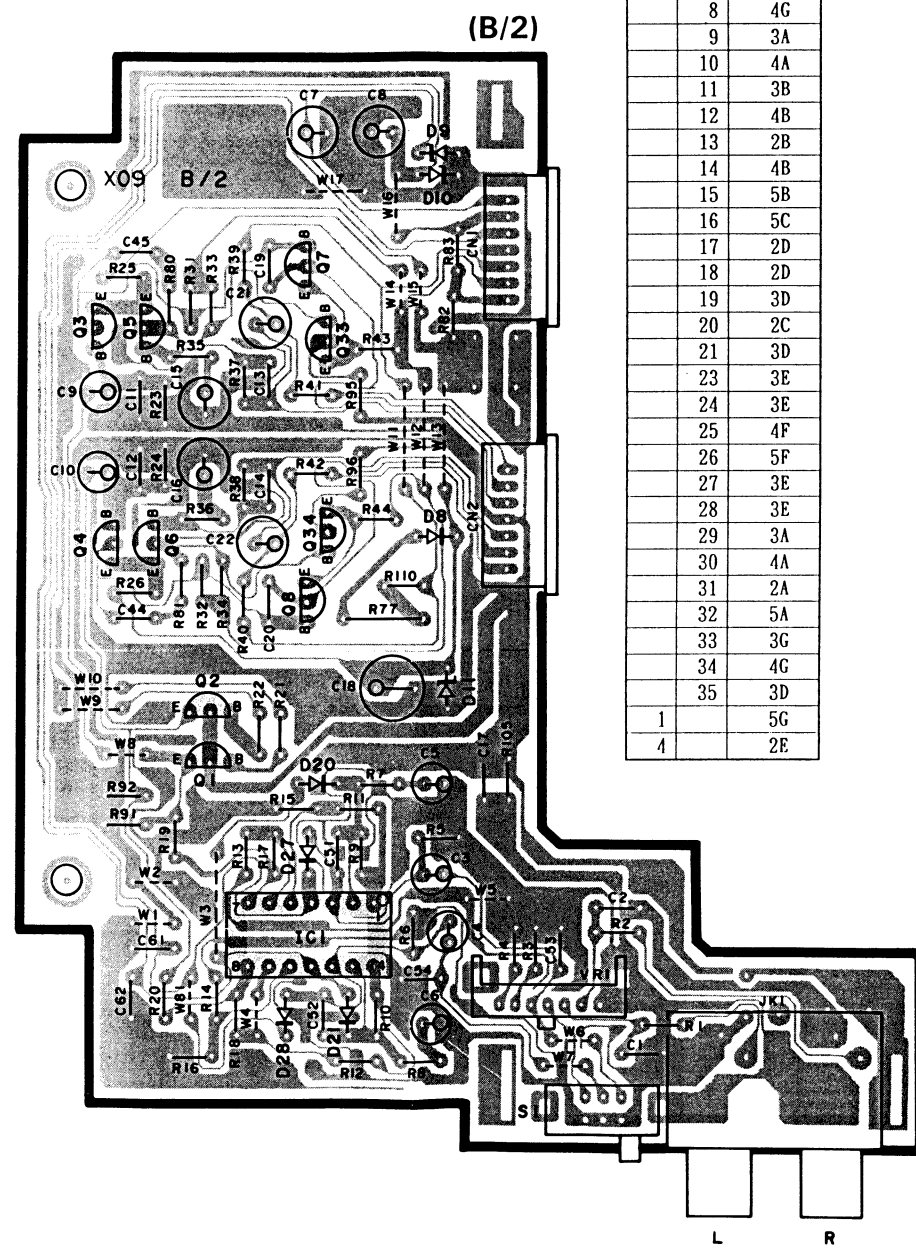 (B/2)
8 4G
9 3A
10 4A
11 3B
12 4B
13 2B
14 4B
15 5B
16 5C
17 2D
18 2D
19 3D
20 2C
21 3D
23 3E
24 3E
25 4F
26 5F
27 3E
28 3E
29 3A
30 4A
31 2A
32 5A
33 3G
34 4G
35 3D
1 5G
4 2E
C7
C8
D9
X09 B/2
W17
W16
D10
C45
R25
R80
R31
R33
R39
C19
B
E
Q7
R83
CN1
C21
W14
W15
Q3
E
B
Q5
E
B
R35
B
E
Q33
R43
R82
C9
C11
R23
C15
R37
C13
R41
R95
W11
W12
W13
C10
C12
R24
C16
R38
C14
R42
R96
R36
R44
D8
CN2
Q4
B
E
Q6
B
E
C22
Q34
E
B
R26
R110
C44
R81
R32
R34
R40
C20
Q8
E
B
R77
W10
W9
Q2
E
B
R22
R21
C18
D11
W8
E
B
Q1
C17
R105
D20
R7
C5
R92
R91
R15
R11
R19
R13
R17
D27
C51
R9
R5
C3
W2
W3
W5
C2
W1
C61
IC1
R6
C4
R4
R3
C53
R2
1
8
C62
R20
W81
R14
C54
VR1
JK1
R18
W4
D28
C52
D21
R10
C6
W6
R1
R16
R12
R8
W7
C1
S1
L R